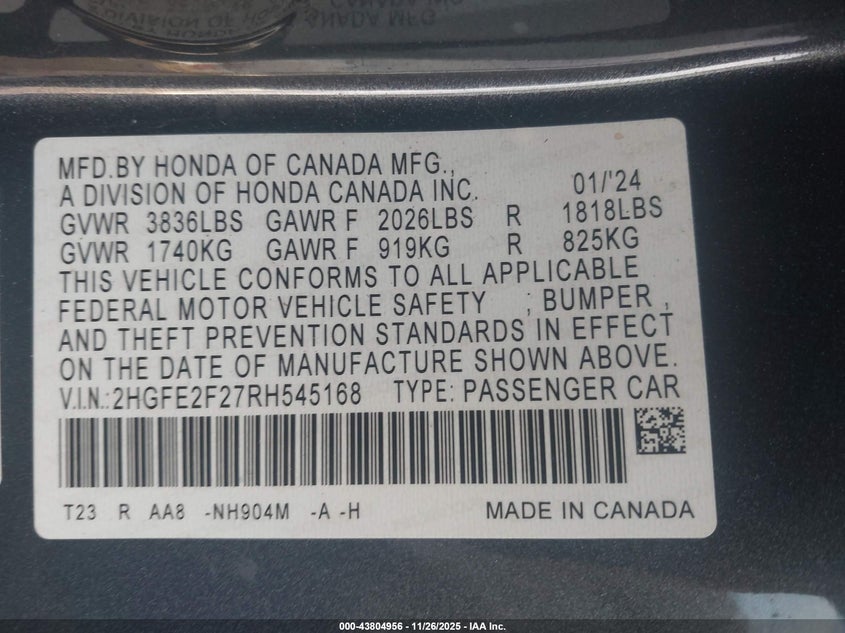 MFD.BY HONDA OF CANADA MFG.,
A DIVISION OF HONDA CANADA INC. 01/'24
GVWR 3836LBS GAWR F 2026LBS R 1818LBS
GVWR 1740KG GAWR F 919KG R 825KG
THIS VEHICLE CONFORMS TO ALL APPLICABLE
FEDERAL MOTOR VEHICLE SAFETY , BUMPER ,
AND THEFT PREVENTION STANDARDS IN EFFECT
ON THE DATE OF MANUFACTURE SHOWN ABOVE.
V.I.N.:2HGFE2F27RH545168 TYPE: PASSENGER CAR
T23 R AA8 -NH904M -A -H MADE IN CANADA
000-43804956 - 11/26/2025 - IAA Inc.